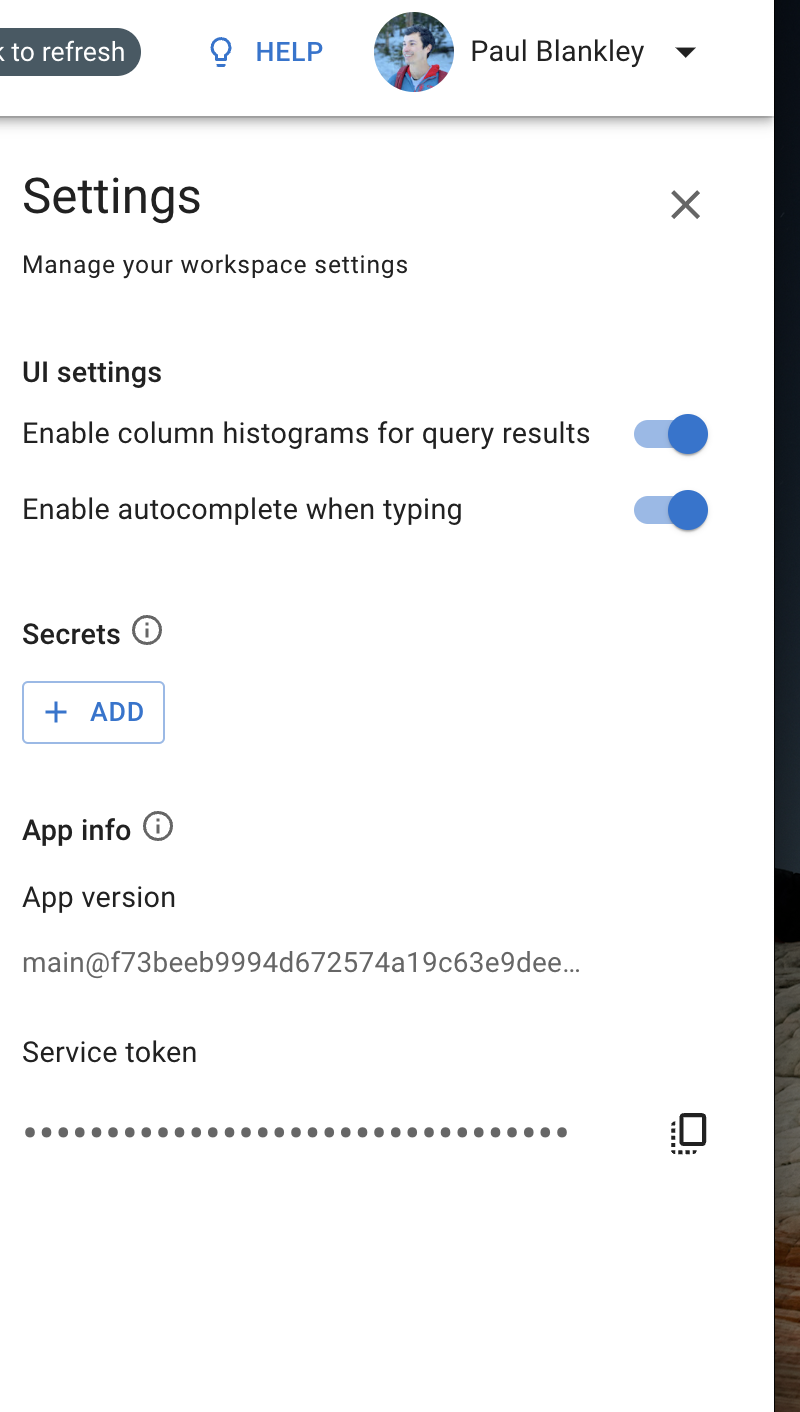 to refresh
HELP
Paul Blankley
Settings
Manage your workspace settings
UI settings
Enable column histograms for query results
Enable autocomplete when typing
Secrets
+ ADD
App info
App version
main@f73beeb9994d672574a19c63e9dee...
Service token
•••••••••••••••••••••••••••••••••